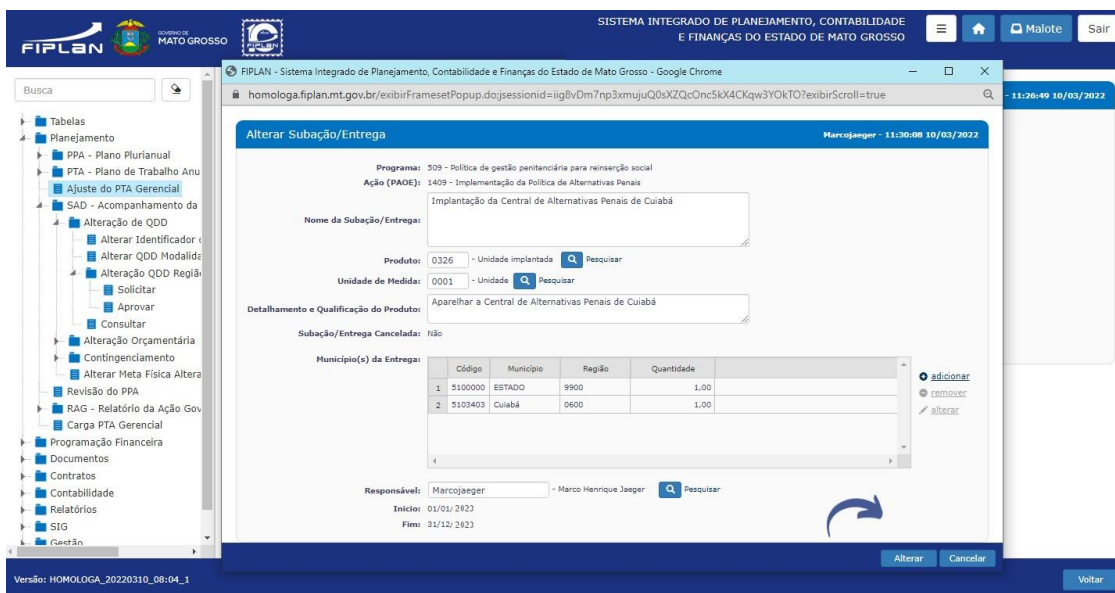 FIPLAN
GOVERNO DE
MATO GROSSO
FIPLAN
SISTEMA INTEGRADO DE PLANEJAMENTO, CONTABILIDADE
E FINANÇAS DO ESTADO DE MATO GROSSO
Malote
Sair
Busca
Tabelas
Planejamento
PPA - Plano Plurianual
PTA - Plano de Trabalho Anu
Ajuste do PTA Gerencial
SAD - Acompanhamento da
Alteração de QDD
Alterar Identificador
Alterar QDD Modalida
Alteração QDD Regiã
Solicitar
Aprovar
Consultar
Alteração Orçamentária
Contingenciamento
Alterar Meta Física Altera
Revisão do PPA
RAG - Relatório da Ação Gov
Carga PTA Gerencial
Programação Financeira
Documentos
Contratos
Contabilidade
Relatórios
SIG
Gestão
FIPLAN - Sistema Integrado de Planejamento, Contabilidade e Finanças do Estado de Mato Grosso - Google Chrome
homologa.fiplan.mt.gov.br/exibirFramesetPopup.do;jsessionid=iig8vDm7np3xmujuQ0sXZQcOnc5kX4CKqw3YOkTO?exibirScroll=true
- 11:26:49 10/03/2022
Alterar Subação/Entrega
Marcojaeger - 11:30:08 10/03/2022
Programa: 509 - Política de gestão penitenciária para reinserção social
Ação (PAOE): 1409 - Implementação da Política de Alternativas Penais
Nome da Subação/Entrega: Implantação da Central de Alternativas Penais de Cuiabá
Produto: 0326 - Unidade implantada Pesquisar
Unidade de Medida: 0001 - Unidade Pesquisar
Detalhamento e Qualificação do Produto: Aparelhar a Central de Alternativas Penais de Cuiabá
Subação/Entrega Cancelada: Não
Município(s) da Entrega:
Código Município Região Quantidade
1 5100000 ESTADO 9900 1,00
2 5103403 Cuiabá 0600 1,00
adicionar
remover
alterar
Responsável: Marcojaeger - Marco Henrique Jaeger Pesquisar
Inicio: 01/01/2023
Fim: 31/12/2023
Alterar Cancelar
Versão: HOMOLOGA_20220310_08:04_1
Voltar